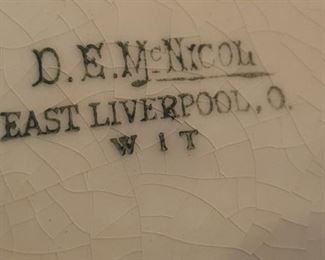 D. E. McNICOL
EAST LIVERPOOL, O.
W i T